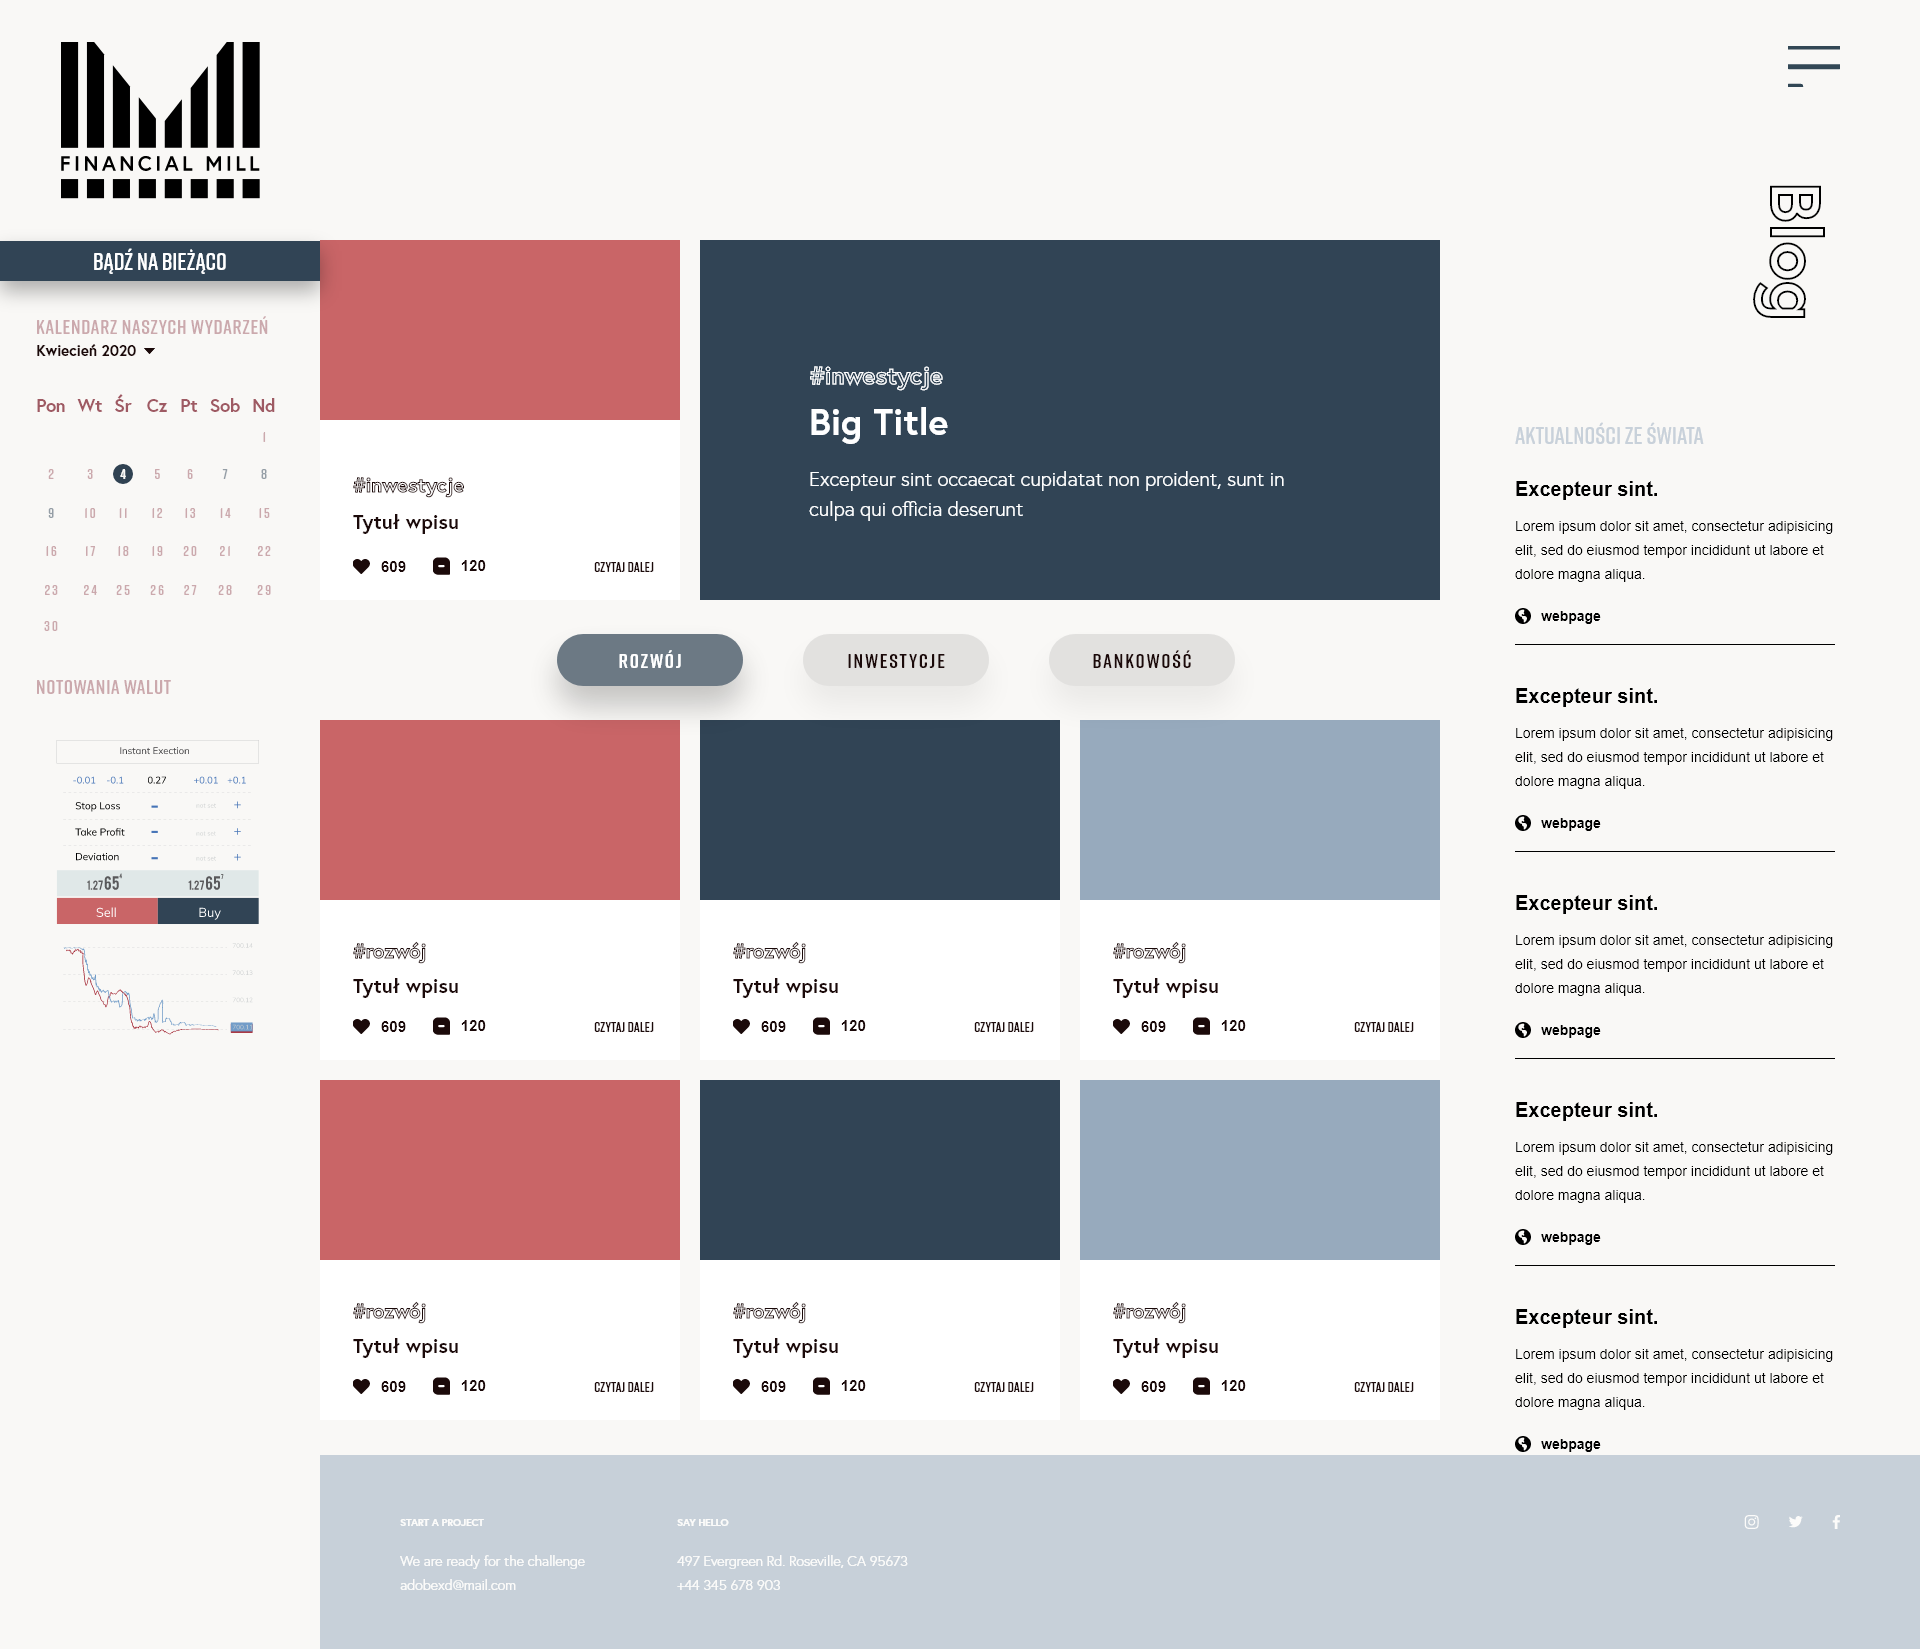 FINANCIAL MILL
Blog
BĄDŹ NA BIEŻĄCO
KALENDARZ NASZYCH WYDARZEŃ
Kwiecień 2020
Pon Wt Śr Cz Pt Sob Nd
1
2 3 4 5 6 7 8
9 10 11 12 13 14 15
16 17 18 19 20 21 22
23 24 25 26 27 28 29
30
NOTOWANIA WALUT
Instant Exection
-0.01 -0.1 0.27 +0.01 +0.1
Stop Loss - not set +
Take Profit - not set +
Deviation - not set +
1.2765 1.2765
Sell Buy
700.14
700.13
700.12
700.11
#inwestycje
Tytuł wpisu
609 120 CZYTAJ DALEJ
#inwestycje
Big Title
Excepteur sint occaecat cupidatat non proident, sunt in
culpa qui officia deserunt
ROZWÓJ INWESTYCJE BANKOWOŚĆ
#rozwój
Tytuł wpisu
609 120 CZYTAJ DALEJ
#rozwój
Tytuł wpisu
609 120 CZYTAJ DALEJ
#rozwój
Tytuł wpisu
609 120 CZYTAJ DALEJ
#rozwój
Tytuł wpisu
609 120 CZYTAJ DALEJ
#rozwój
Tytuł wpisu
609 120 CZYTAJ DALEJ
#rozwój
Tytuł wpisu
609 120 CZYTAJ DALEJ
AKTUALNOŚCI ZE ŚWIATA
Excepteur sint.
Lorem ipsum dolor sit amet, consectetur adipisicing
elit, sed do eiusmod tempor incididunt ut labore et
dolore magna aliqua.
webpage
Excepteur sint.
Lorem ipsum dolor sit amet, consectetur adipisicing
elit, sed do eiusmod tempor incididunt ut labore et
dolore magna aliqua.
webpage
Excepteur sint.
Lorem ipsum dolor sit amet, consectetur adipisicing
elit, sed do eiusmod tempor incididunt ut labore et
dolore magna aliqua.
webpage
Excepteur sint.
Lorem ipsum dolor sit amet, consectetur adipisicing
elit, sed do eiusmod tempor incididunt ut labore et
dolore magna aliqua.
webpage
Excepteur sint.
Lorem ipsum dolor sit amet, consectetur adipisicing
elit, sed do eiusmod tempor incididunt ut labore et
dolore magna aliqua.
webpage
START A PROJECT
We are ready for the challenge
adobexd@mail.com
SAY HELLO
497 Evergreen Rd. Roseville, CA 95673
+44 345 678 903